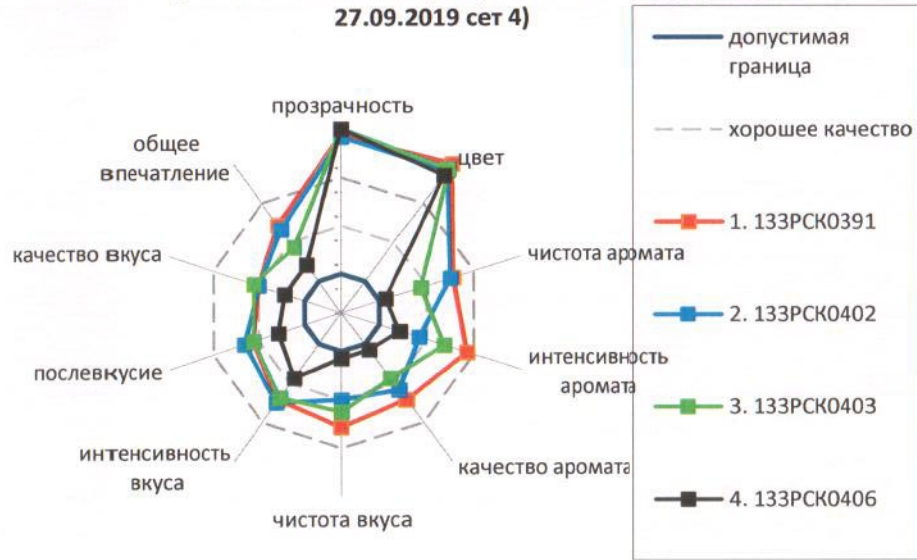 27.09.2019 сет 4)
допустимая
граница
хорошее качество
1. 133РСК0391
2. 133РСК0402
3. 133РСК0403
4. 133РСК0406
прозрачность
цвет
чистота аромата
интенсивность
аромата
качество аромата
чистота вкуса
интенсивность
вкуса
послевкусие
качество вкуса
общее
впечатление